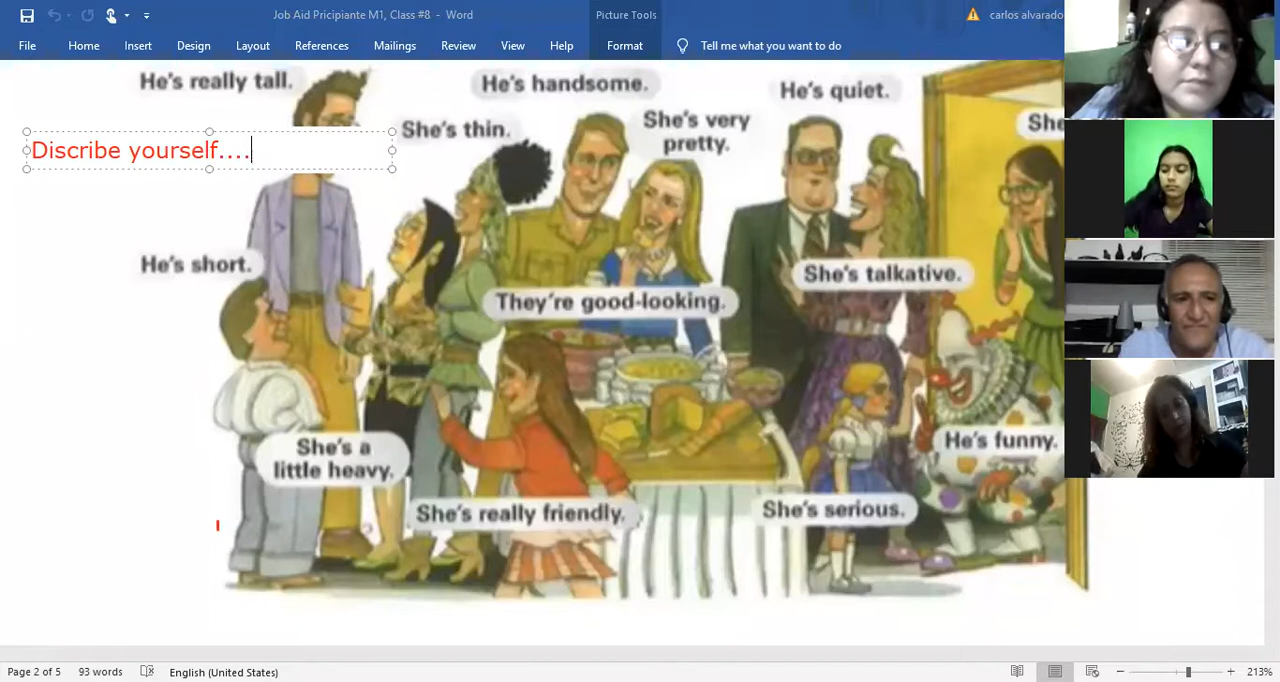 Job Aid Pricipiante M1, Class #8 - Word
Picture Tools
carlos alvarado
File
Home
Insert
Design
Layout
References
Mailings
Review
View
Help
Format
Tell me what you want to do
He's really tall.
He's handsome.
He's quiet.
She's thin.
She's very
pretty.
She
Discribe yourself....
He's short.
They're good-looking.
She's talkative.
She's a
little heavy.
He's funny.
She's really friendly.
She's serious.
Page 2 of 5
93 words
English (United States)
213%